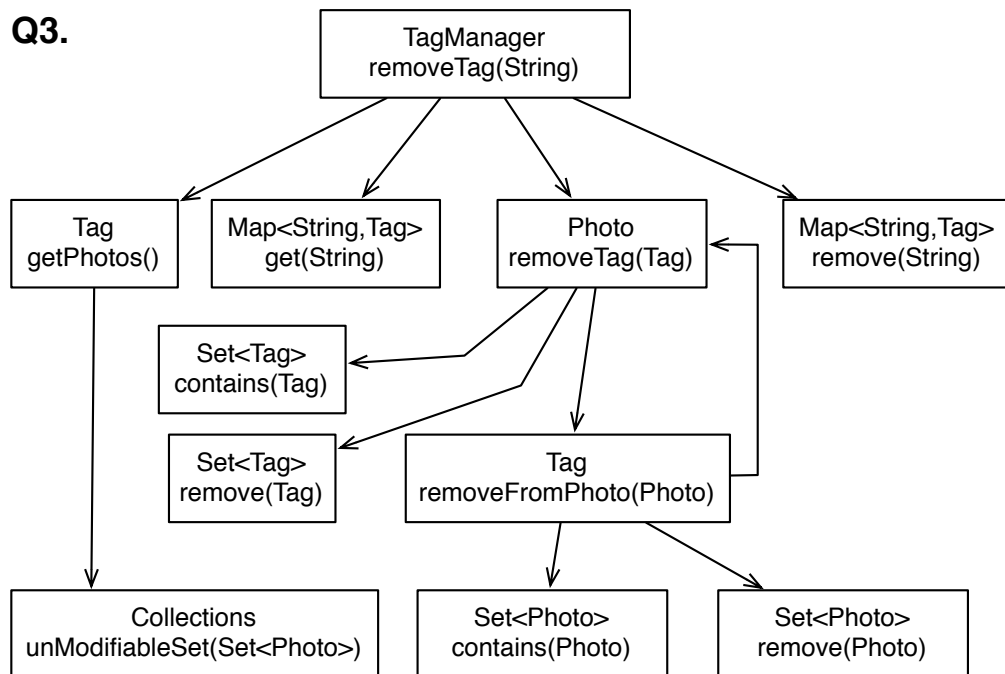 Q3.
TagManager
removeTag(String)
Tag
getPhotos()
Map<String,Tag>
get(String)
Photo
removeTag(Tag)
Map<String,Tag>
remove(String)
Set<Tag>
contains(Tag)
Set<Tag>
remove(Tag)
Tag
removeFromPhoto(Photo)
Collections
unModifiableSet(Set<Photo>)
Set<Photo>
contains(Photo)
Set<Photo>
remove(Photo)